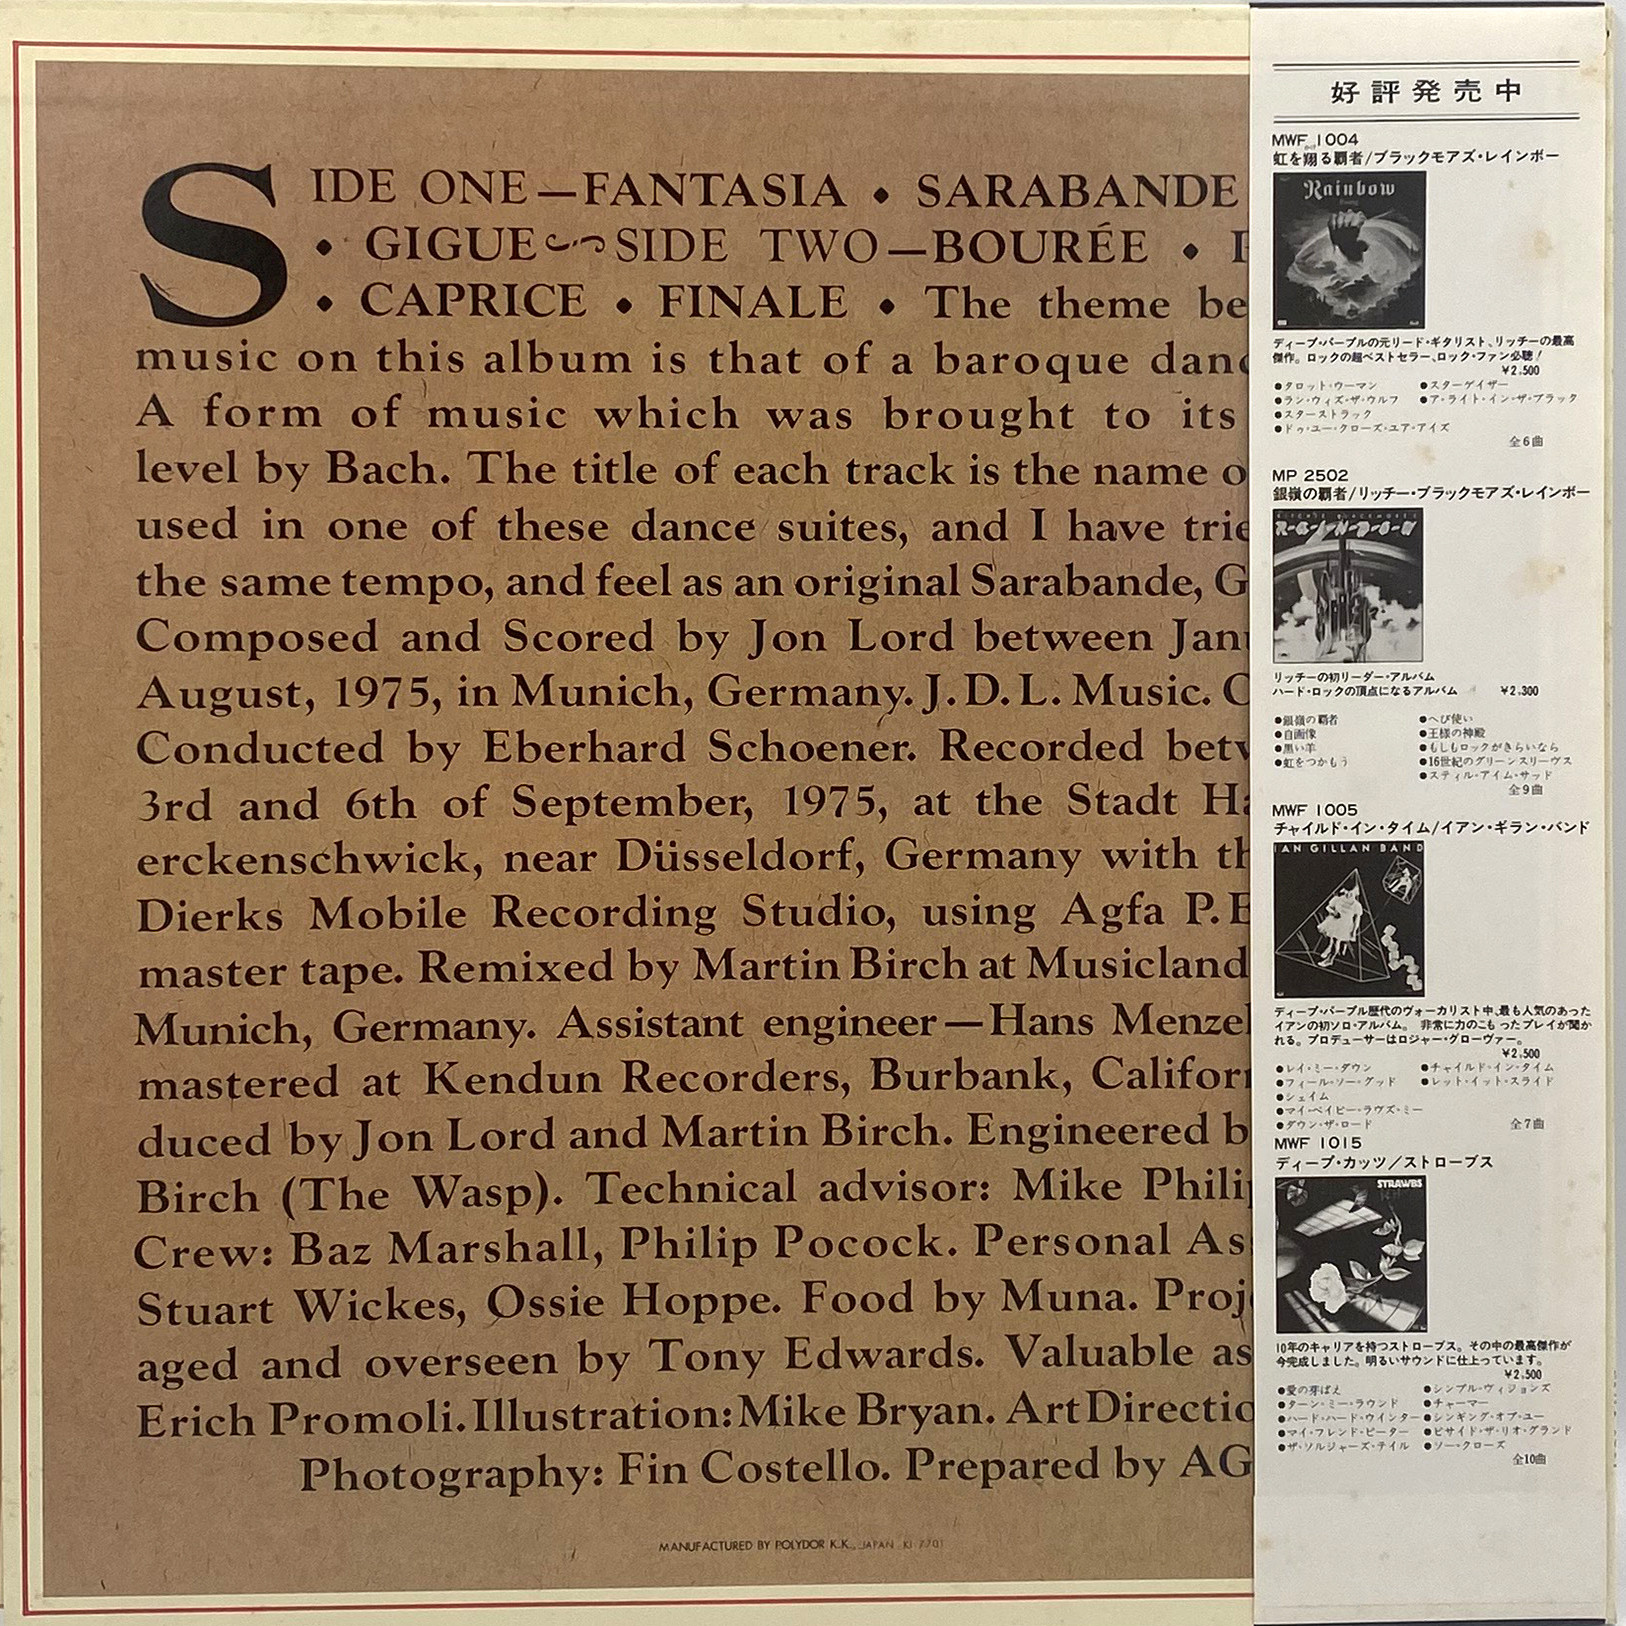 SIDE ONE—FANTASIA • SARABANDE
• GIGUE SIDE TWO—BOURÉE •
• CAPRICE • FINALE • The theme be
music on this album is that of a baroque danc
A form of music which was brought to its
level by Bach. The title of each track is the name o
used in one of these dance suites, and I have trie
the same tempo, and feel as an original Sarabande, G
Composed and Scored by Jon Lord between Janu
August, 1975, in Munich, Germany. J. D. L. Music. C
Conducted by Eberhard Schoener. Recorded betw
3rd and 6th of September, 1975, at the Stadt Ha
erckenschwick, near Düsseldorf, Germany with th
Dierks Mobile Recording Studio, using Agfa P. E
master tape. Remixed by Martin Birch at Musicland
Munich, Germany. Assistant engineer—Hans Menzel
mastered at Kendun Recorders, Burbank, Californ
duced by Jon Lord and Martin Birch. Engineered b
Birch (The Wasp). Technical advisor: Mike Philip
Crew: Baz Marshall, Philip Pocock. Personal As
Stuart Wickes, Ossie Hoppe. Food by Muna. Proj
aged and overseen by Tony Edwards. Valuable as
Erich Promoli. Illustration: Mike Bryan. Art Directio
Photography: Fin Costello. Prepared by AG
MANUFACTURED BY POLYDOR K.K., JAPAN KI 7701
好評発売中
MWF 1004
虹を翔る覇者/ブラックモアズ・レインボー
Rainbow
ディープ・パープルの元リード・ギタリスト、リッチーの最高
傑作。ロックの超ベストセラー、ロック・ファン必聴!
¥2,500
●タロット・ウーマン ●スターゲイザー
●ラン・ウィズ・ザ・ウルフ ●ア・ライト・イン・ザ・ブラック
●スターストラック
●ドゥ・ユー・クローズ・ユア・アイズ
全6曲
MP 2502
銀嶺の覇者/リッチー・ブラックモアズ・レインボー
RITCHIE BLACKMORE'S
RAINBOW
リッチーの初リーダー・アルバム
ハード・ロックの頂点になるアルバム ¥2,300
●銀嶺の覇者 ●へび使い
●自画像 ●王様の神殿
●黒い羊 ●もしもロックがきらいなら
●虹をつかもう ●16世紀のグリーンスリーヴス
●スティル・アイム・サッド
全9曲
MWF 1005
チャイルド・イン・タイム/イアン・ギラン・バンド
IAN GILLAN BAND
ディープ・パープル歴代のヴォーカリスト中、最も人気のあった
イアンの初ソロ・アルバム。 非常に力のこもったプレイが聞か
れる。プロデューサーはロジャー・グローヴァー。
¥2,500
●レイ・ミー・ダウン ●チャイルド・イン・タイム
●フィール・ソー・グッド ●レット・イット・スライド
●シェイム
●マイ・ベイビー・ラヴズ・ミー
●ダウン・ザ・ロード 全7曲
MWF 1015
ディープ・カッツ/ストローブス
STRAWBS
10年のキャリアを持つストローブス。その中の最高傑作が
今完成しました。明るいサウンドに仕上っています。
¥2,500
●愛の芽ばえ ●シンプル・ヴィジョンズ
●ターン・ミー・ラウンド ●チャーマー
●ハード・ハード・ウインター ●シンギング・オブ・ユー
●マイ・フレンド・ピーター ●ビサイド・ザ・リオ・グランド
●ザ・ソルジャーズ・テイル ●ソー・クローズ
全10曲